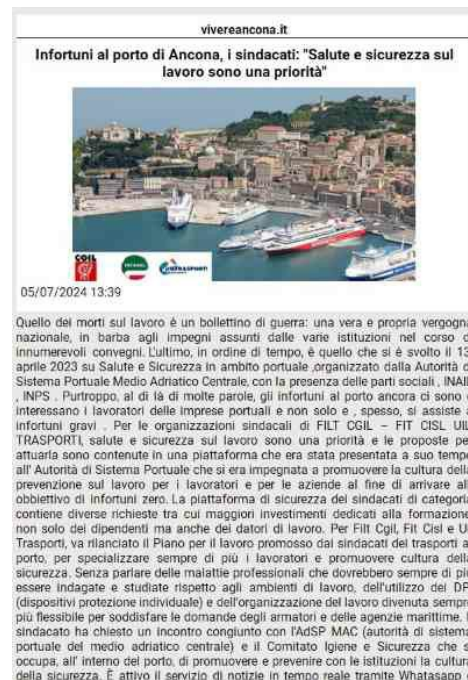 vivereancona.it
Infortuni al porto di Ancona, i sindacati: "Salute e sicurezza sul
lavoro sono una priorità"
CGIL
05/07/2024 13:39
Quello dei morti sul lavoro è un bollettino di guerra: una vera e propria vergogna
nazionale, in barba agli impegni assunti dalle varie istituzioni nel corso di
innumerevoli convegni. L'ultimo, in ordine di tempo, è quello che si è svolto il 13
aprile 2023 su Salute e Sicurezza in ambito portuale ,organizzato dalla Autorità di
Sistema Portuale Medio Adriatico Centrale, con la presenza delle parti sociali , INAIL
, INPS . Purtroppo, al di là di molte parole, gli infortuni al porto ancora ci sono e
interessano i lavoratori delle imprese portuali e non solo e , spesso, si assiste a
infortuni gravi . Per le organizzazioni sindacali di FILT CGIL – FIT CISL UIL
TRASPORTI, salute e sicurezza sul lavoro sono una priorità e le proposte per
attuarla sono contenute in una piattaforma che era stata presentata a suo tempo
all' Autorità di Sistema Portuale che si era impegnata a promuovere la cultura della
prevenzione sul lavoro per i lavoratori e per le aziende al fine di arrivare all'
obbiettivo di Infortuni zero. La piattaforma di sicurezza dei sindacati di categoria
contiene diverse richieste tra cui maggiori investimenti dedicati alla formazione
non solo dei dipendenti ma anche dei datori di lavoro. Per Filt Cgil, Fit Cisl e Uil
Trasporti, va rilanciato il Piano per il lavoro promosso dai sindacati dei trasporti al
porto, per specializzare sempre di più i lavoratori e promuovere cultura della
sicurezza. Senza parlare delle malattie professionali che dovrebbero sempre di più
essere indagate e studiate rispetto agli ambienti di lavoro, dell'utilizzo dei DPI
(dispositivi protezione individuale) e dell'organizzazione del lavoro divenuta sempre
più flessibile per soddisfare le domande degli armatori e delle agenzie marittime. Il
sindacato ha chiesto un incontro congiunto con l'AdSP MAC (autorità di sistema
portuale del medio adriatico centrale) e il Comitato Igiene e Sicurezza che si
occupa, all' interno del porto, di promuovere e prevenire con le istituzioni la cultura
della sicurezza. È attivo il servizio di notizie in tempo reale tramite Whatasapp e